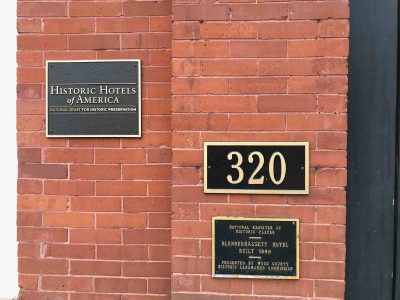 HISTORIC HOTELS
of AMERICA
NATIONAL TRUST FOR HISTORIC PRESERVATION
320
NATIONAL REGISTER OF
HISTORIC PLACES
BLENNERHASSETT HOTEL
BUILT 1889
PRESENTED BY WOOD COUNTY
HISTORIC LANDMARKS COMMISSION